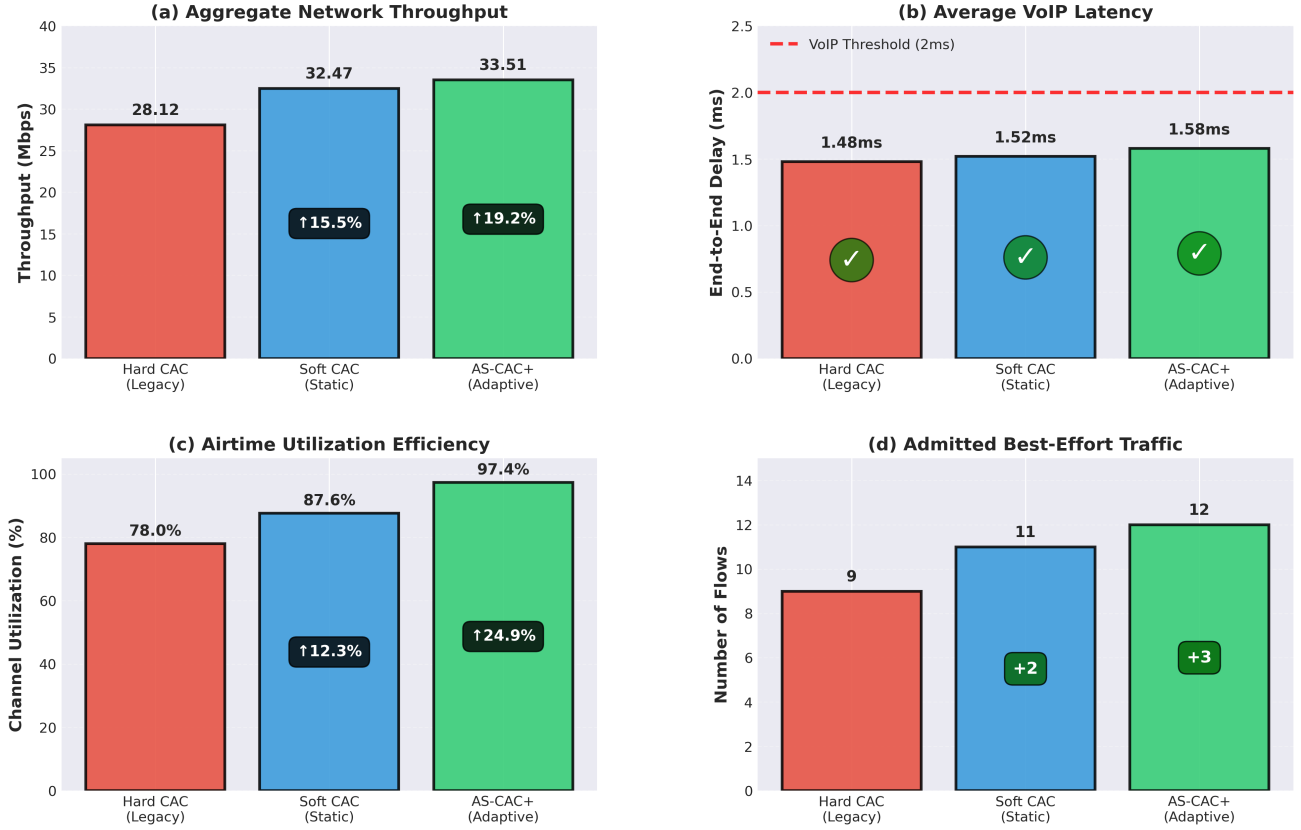 (a) Aggregate Network Throughput
Throughput (Mbps)
40
35
30
25
20
15
10
5
0
28.12
32.47
33.51
↑15.5%
↑19.2%
Hard CAC
(Legacy)
Soft CAC
(Static)
AS-CAC+
(Adaptive)
(b) Average VoIP Latency
End-to-End Delay (ms)
2.5
2.0
1.5
1.0
0.5
0.0
VoIP Threshold (2ms)
1.48ms
1.52ms
1.58ms
✓
✓
✓
Hard CAC
(Legacy)
Soft CAC
(Static)
AS-CAC+
(Adaptive)
(c) Airtime Utilization Efficiency
Channel Utilization (%)
100
80
60
40
20
0
78.0%
87.6%
97.4%
↑12.3%
↑24.9%
Hard CAC
(Legacy)
Soft CAC
(Static)
AS-CAC+
(Adaptive)
(d) Admitted Best-Effort Traffic
Number of Flows
14
12
10
8
6
4
2
0
9
11
12
+2
+3
Hard CAC
(Legacy)
Soft CAC
(Static)
AS-CAC+
(Adaptive)